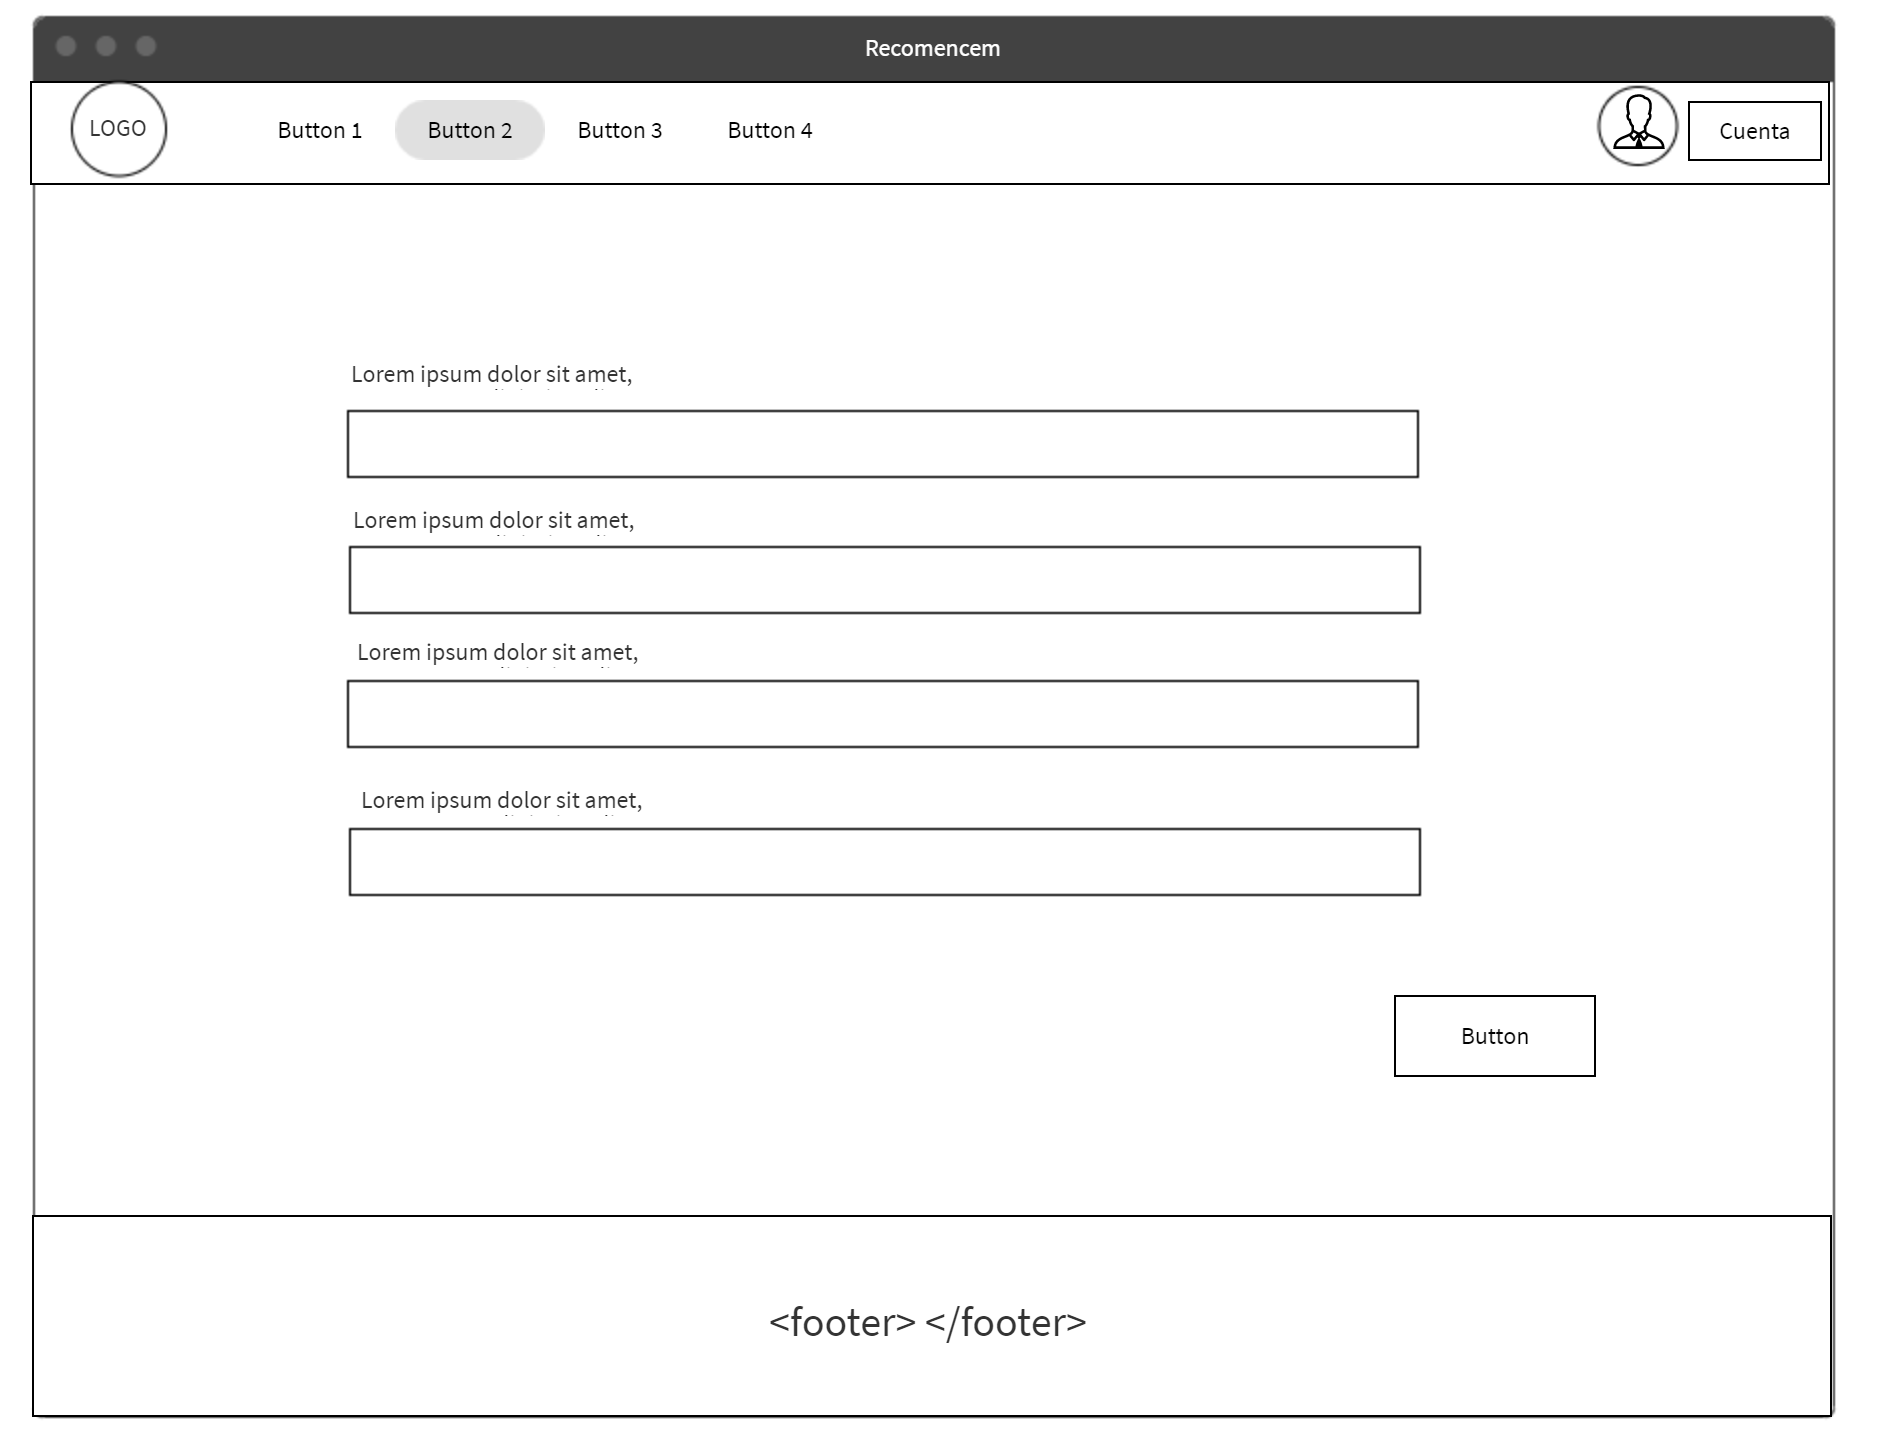 Recomencem
LOGO
Button 1
Button 2
Button 3
Button 4
Cuenta
Lorem ipsum dolor sit amet,
Lorem ipsum dolor sit amet,
Lorem ipsum dolor sit amet,
Lorem ipsum dolor sit amet,
Button
<footer> </footer>